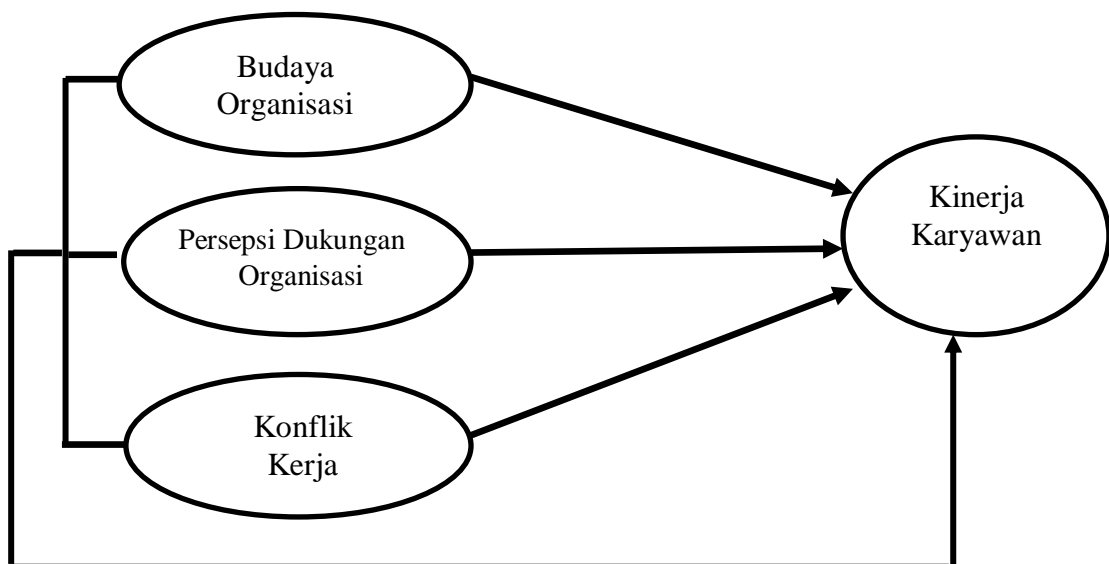 Budaya
Organisasi
Persepsi Dukungan
Organisasi
Konflik
Kerja
Kinerja
Karyawan